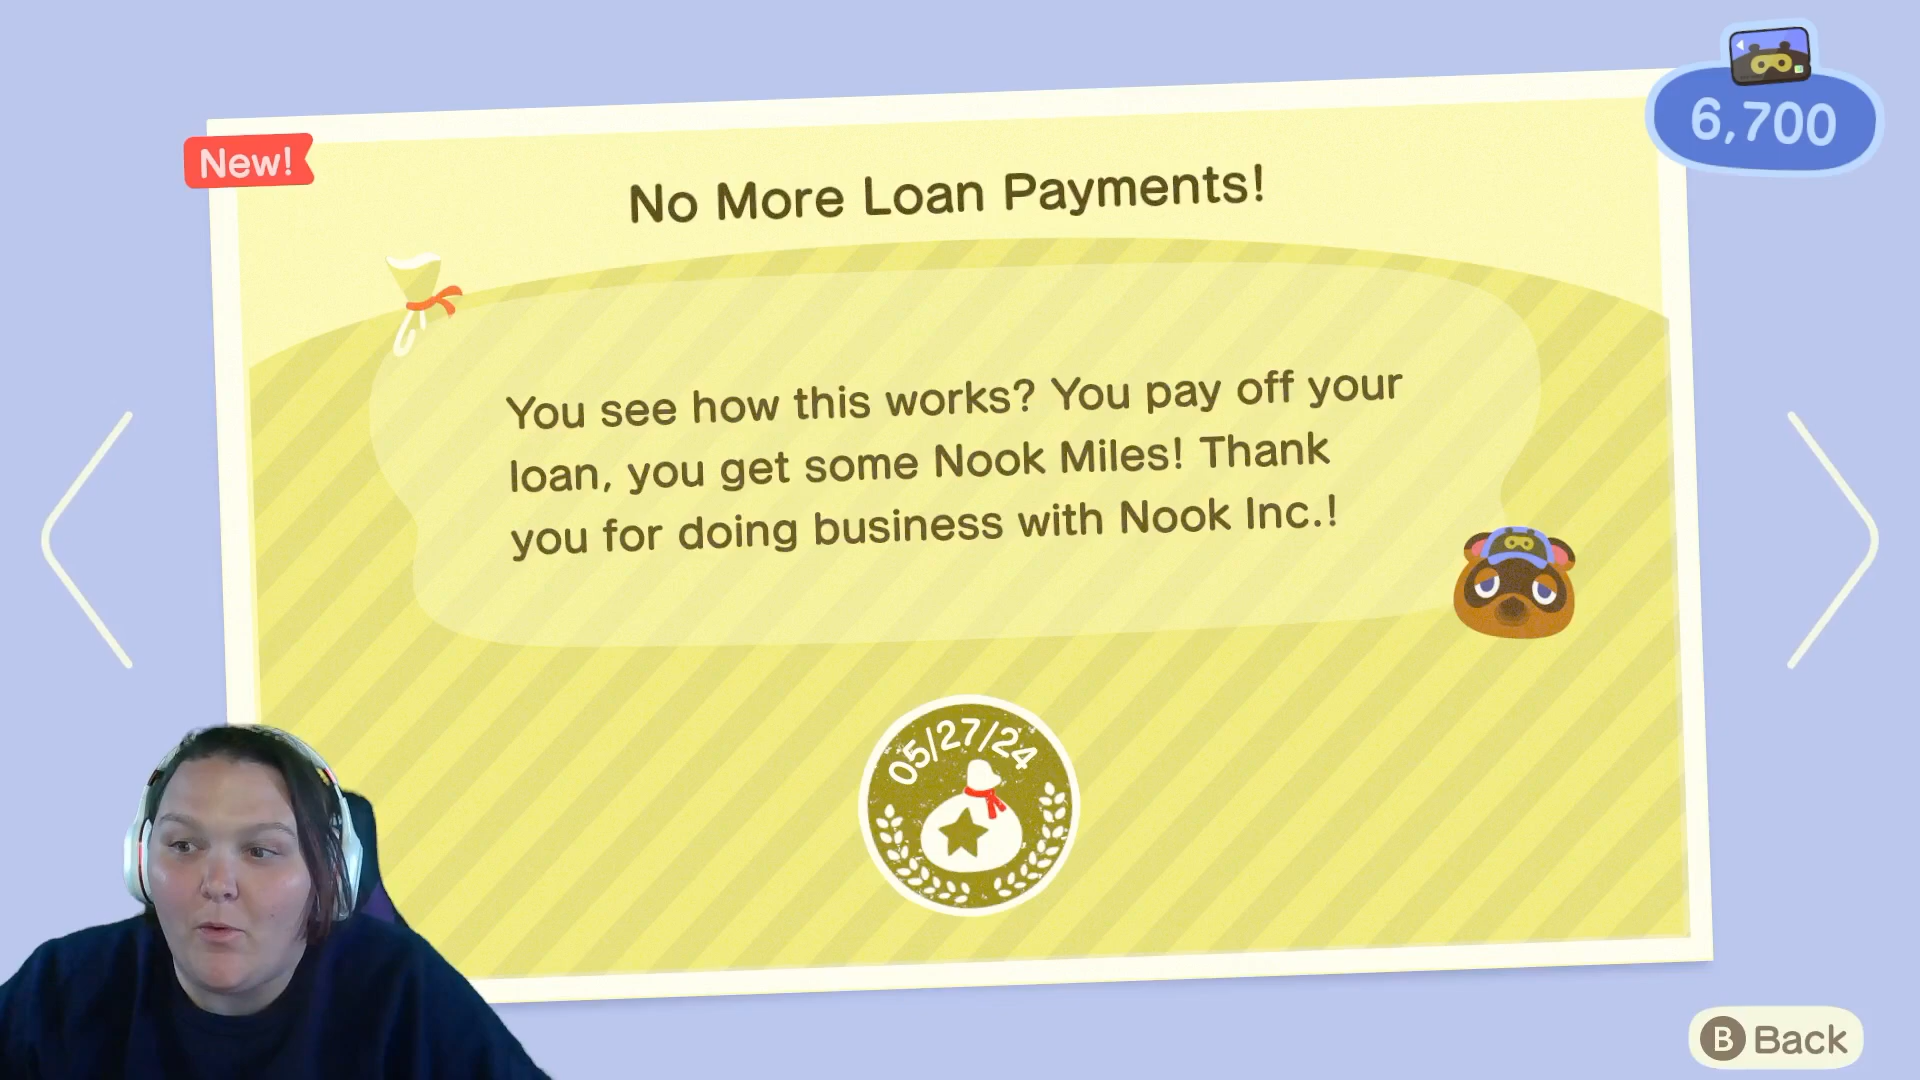 6,700
New!
No More Loan Payments!
You see how this works? You pay off your
loan, you get some Nook Miles! Thank
you for doing business with Nook Inc.!
05/27/24
B Back